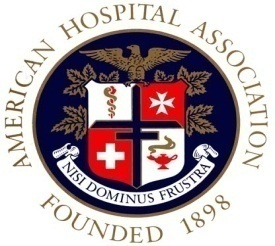 AMERICAN HOSPITAL ASSOCIATION
NISI DOMINUS FRUSTRA
FOUNDED 1898